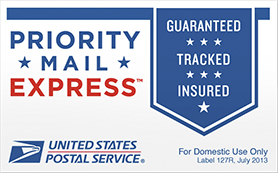 PRIORITY
★ MAIL ★
EXPRESS™
GUARANTEED
★ ★ ★
TRACKED
★ ★ ★
INSURED
★
UNITED STATES
POSTAL SERVICE®
For Domestic Use Only
Label 127R, July 2013